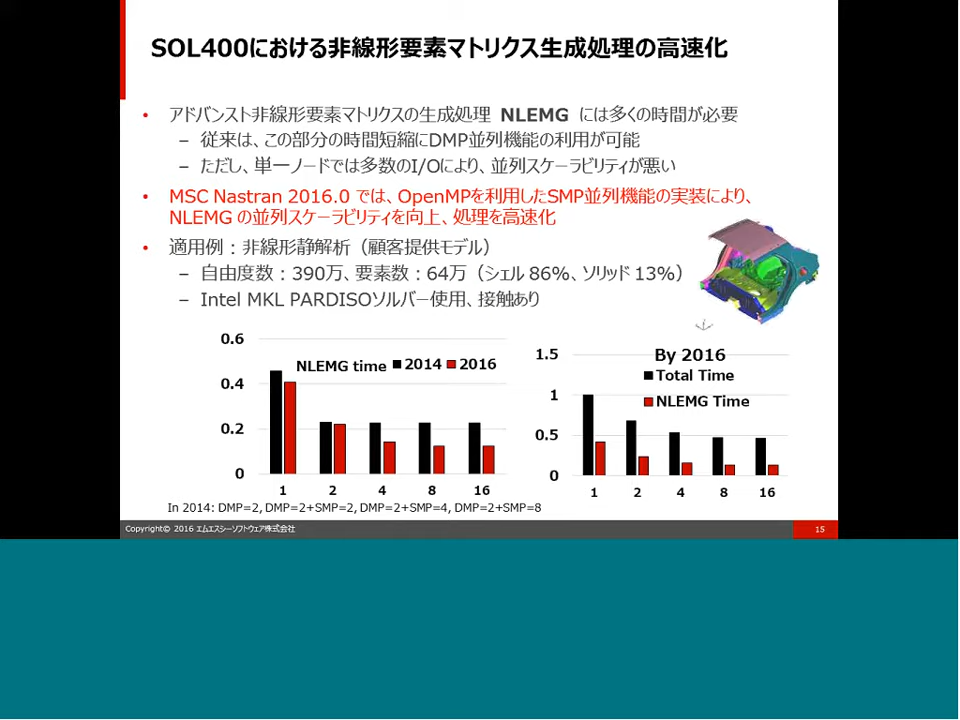 SOL400における非線形要素マトリクス生成処理の高速化
• アドバンスト非線形要素マトリクスの生成処理 NLEMG には多くの時間が必要
– 従来は、この部分の時間短縮にDMP並列機能の利用が可能
– ただし、単一ノードでは多数のI/Oにより、並列スケーラビリティが悪い
• MSC Nastran 2016.0 では、OpenMPを利用したSMP並列機能の実装により、
NLEMG の並列スケーラビリティを向上、処理を高速化
• 適用例：非線形静解析（顧客提供モデル）
– 自由度数：390万、要素数：64万（シェル 86%、ソリッド 13%）
– Intel MKL PARDISOソルバー使用、接触あり
0.6
NLEMG time 2014 2016
0.4
0.2
0
1 2 4 8 16
In 2014: DMP=2, DMP=2+SMP=2, DMP=2+SMP=4, DMP=2+SMP=8
1.5
By 2016
Total Time
1
NLEMG Time
0.5
0
1 2 4 8 16
Copyright© 2016 エムエスシーソフトウェア株式会社
15